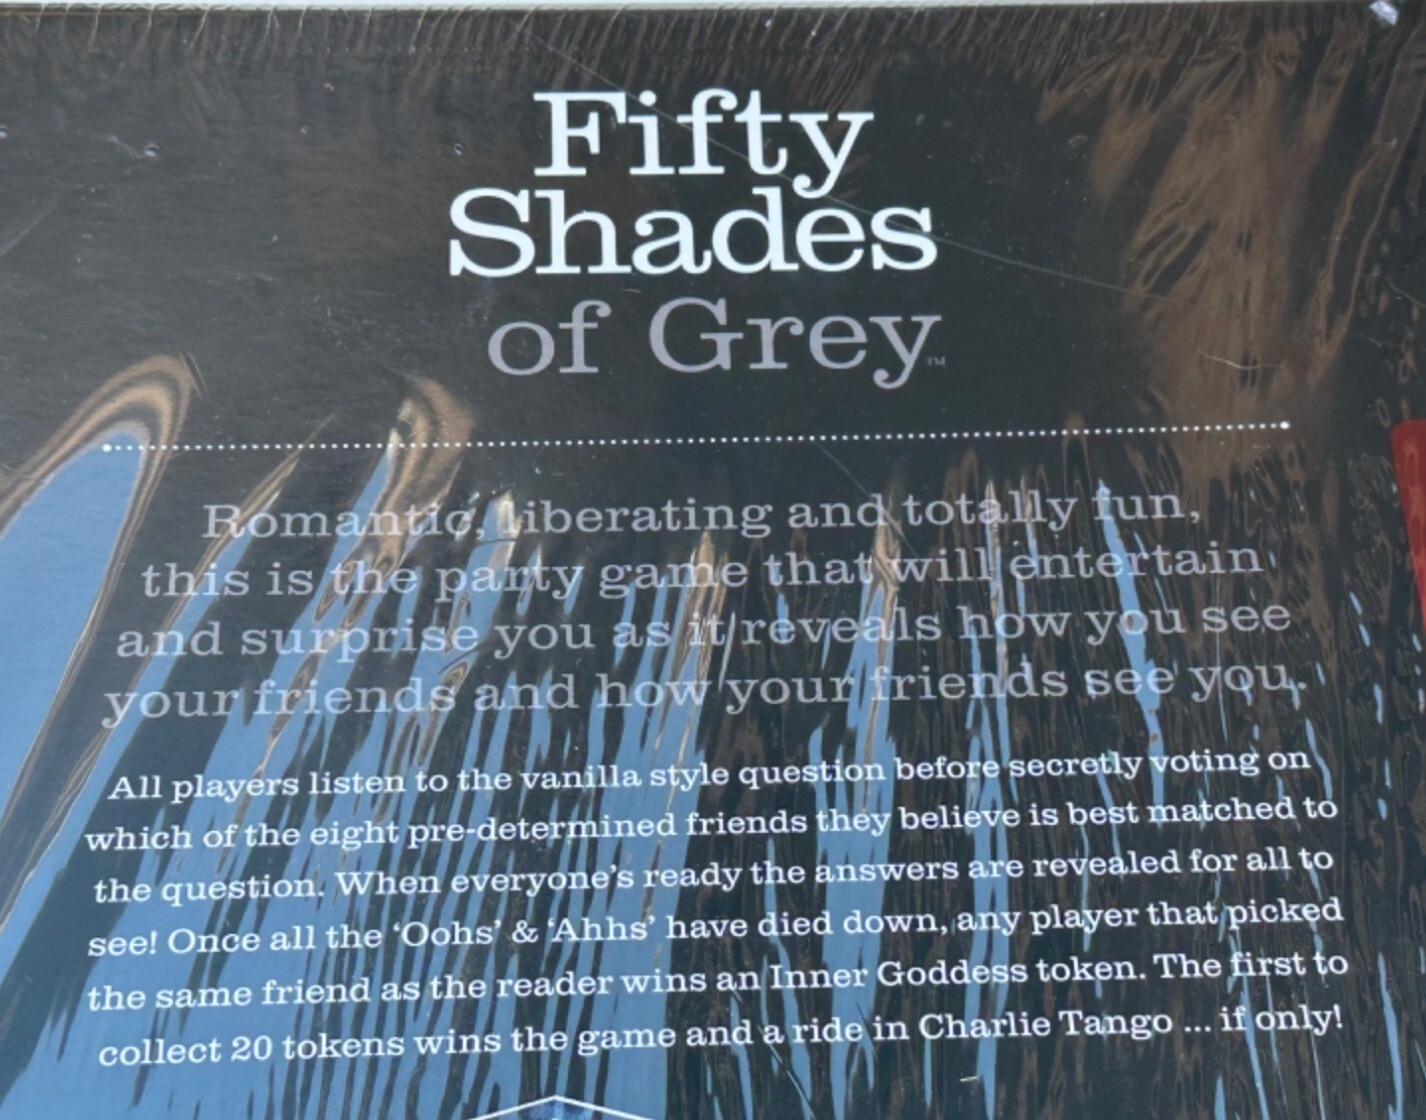 Fifty
Shades
of Grey™
Romantic, liberating and totally fun,
this is the party game that will entertain
and surprise you as it reveals how you see
your friends and how your friends see you.
All players listen to the vanilla style question before secretly voting on
which of the eight pre-determined friends they believe is best matched to
the question. When everyone's ready the answers are revealed for all to
see! Once all the ‘Oohs’ & ‘Ahhs’ have died down, any player that picked
the same friend as the reader wins an Inner Goddess token. The first to
collect 20 tokens wins the game and a ride in Charlie Tango ... if only!